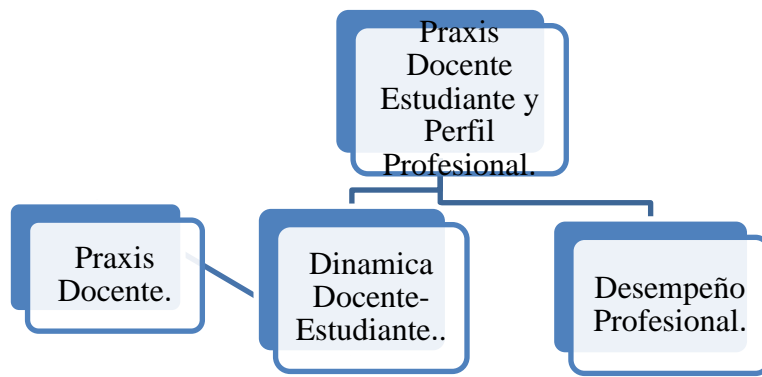 Praxis
Docente
Estudiante y
Perfil
Profesional.
Praxis
Docente.
Dinamica
Docente-
Estudiante..
Desempeño
Profesional.